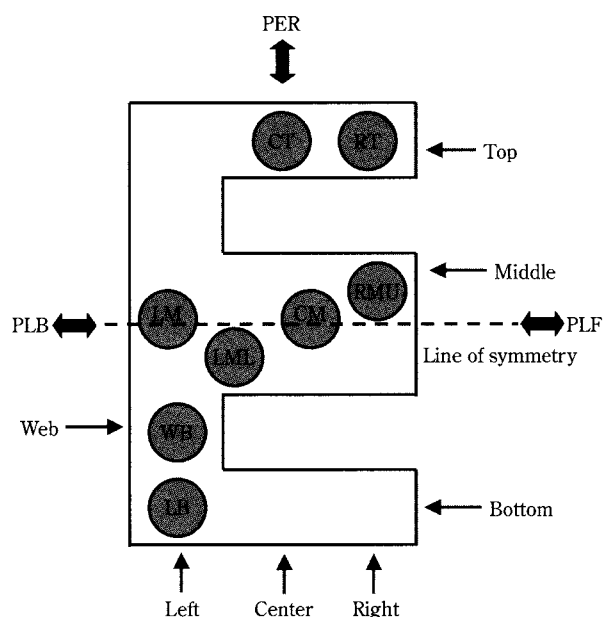 PER
CT
RT
Top
Middle
RMU
LM
CM
PLB
PLF
Line of symmetry
LML
Web
WB
LB
Bottom
Left
Center
Right